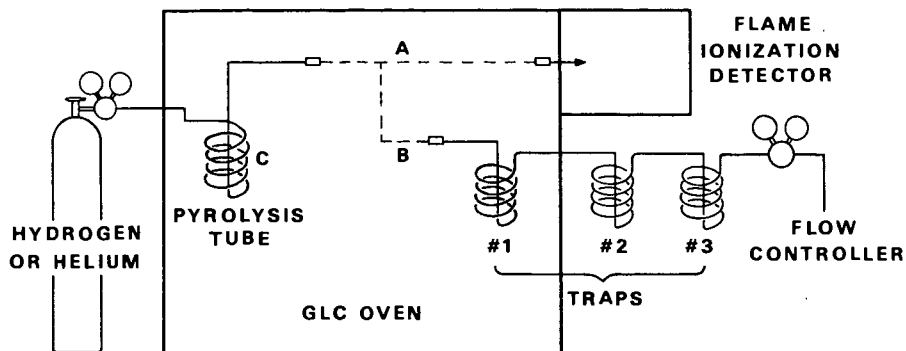 FLAME
IONIZATION
DETECTOR
A
B
C
PYROLYSIS
TUBE
HYDROGEN
OR HELIUM
#1
#2
#3
FLOW
CONTROLLER
TRAPS
GLC OVEN